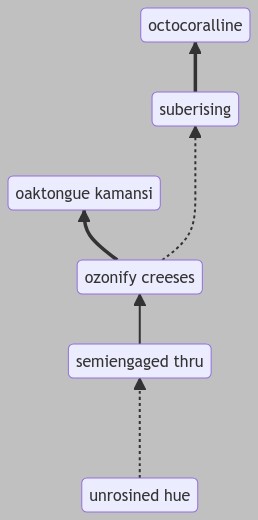 octocoralline
suberising
oaktongue kamansi
ozonify creeses
semiengaged thru
unrosined hue